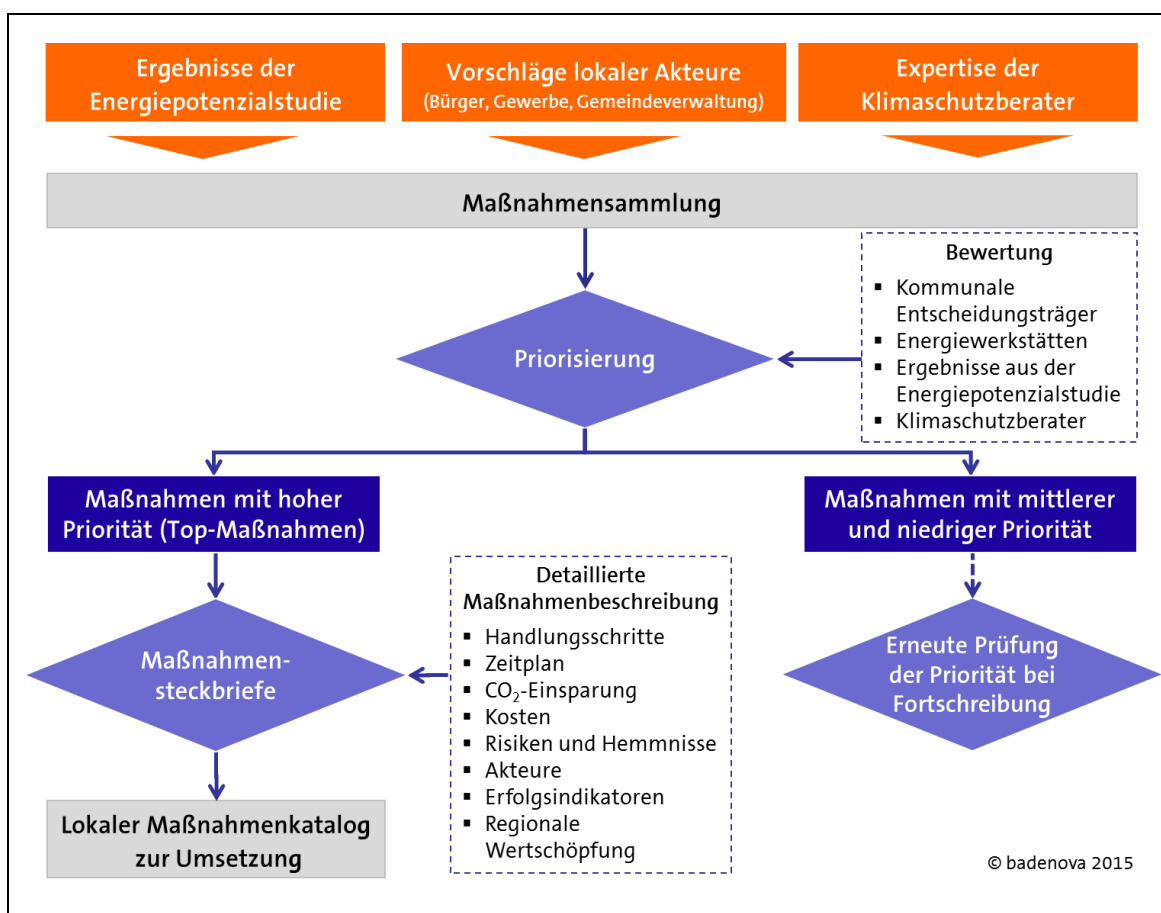 Ergebnisse der
Energiepotenzialstudie
Vorschläge lokaler Akteure
(Bürger, Gewerbe, Gemeindeverwaltung)
Expertise der
Klimaschutzberater
Maßnahmensammlung
Bewertung
▪ Kommunale
Entscheidungsträger
▪ Energiewerkstätten
▪ Ergebnisse aus der
Energiepotenzialstudie
▪ Klimaschutzberater
Priorisierung
Maßnahmen mit hoher
Priorität (Top-Maßnahmen)
Maßnahmen mit mittlerer
und niedriger Priorität
Detaillierte
Maßnahmenbeschreibung
▪ Handlungsschritte
▪ Zeitplan
▪ CO₂-Einsparung
▪ Kosten
▪ Risiken und Hemmnisse
▪ Akteure
▪ Erfolgsindikatoren
▪ Regionale
Wertschöpfung
Maßnahmen-
steckbriefe
Erneute Prüfung
der Priorität bei
Fortschreibung
Lokaler Maßnahmenkatalog
zur Umsetzung
© badenova 2015